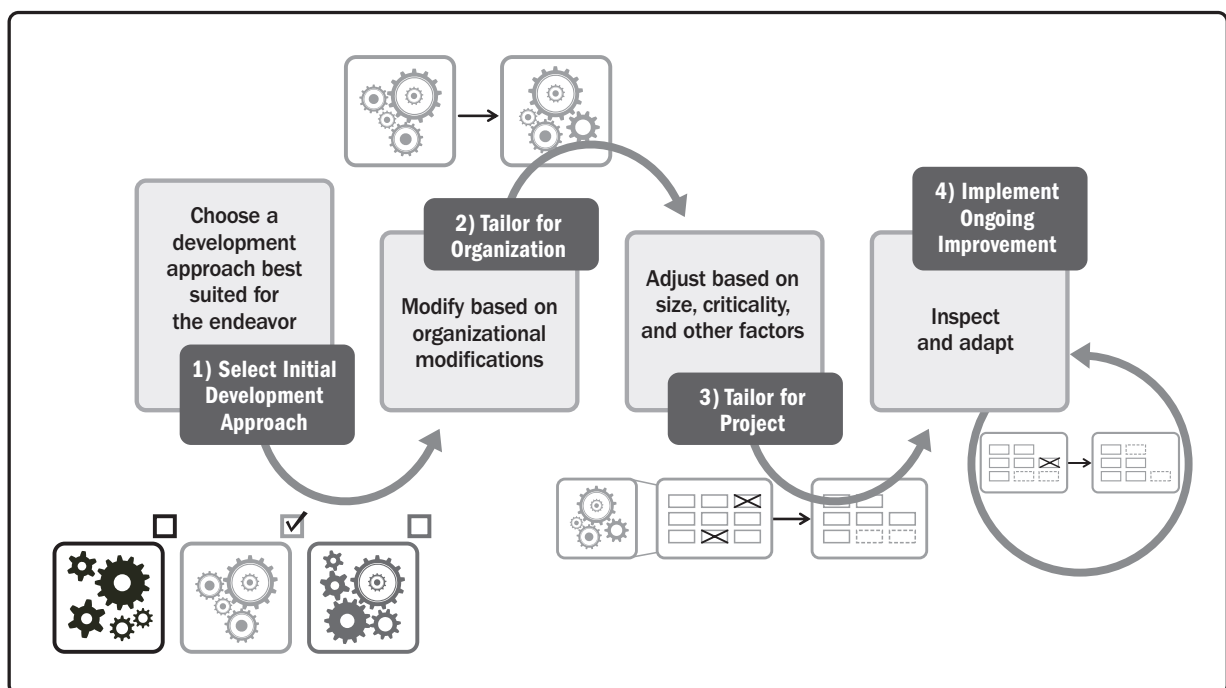 Choose a
development
approach best
suited for
the endeavor
1) Select Initial
Development
Approach
2) Tailor for
Organization
Modify based on
organizational
modifications
Adjust based on
size, criticality,
and other factors
3) Tailor for
Project
4) Implement
Ongoing
Improvement
Inspect
and adapt